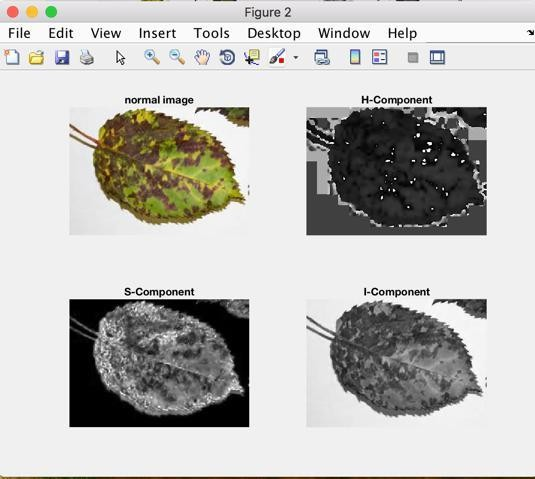 Figure 2
File Edit View Insert Tools Desktop Window Help
normal image
H-Component
S-Component
I-Component